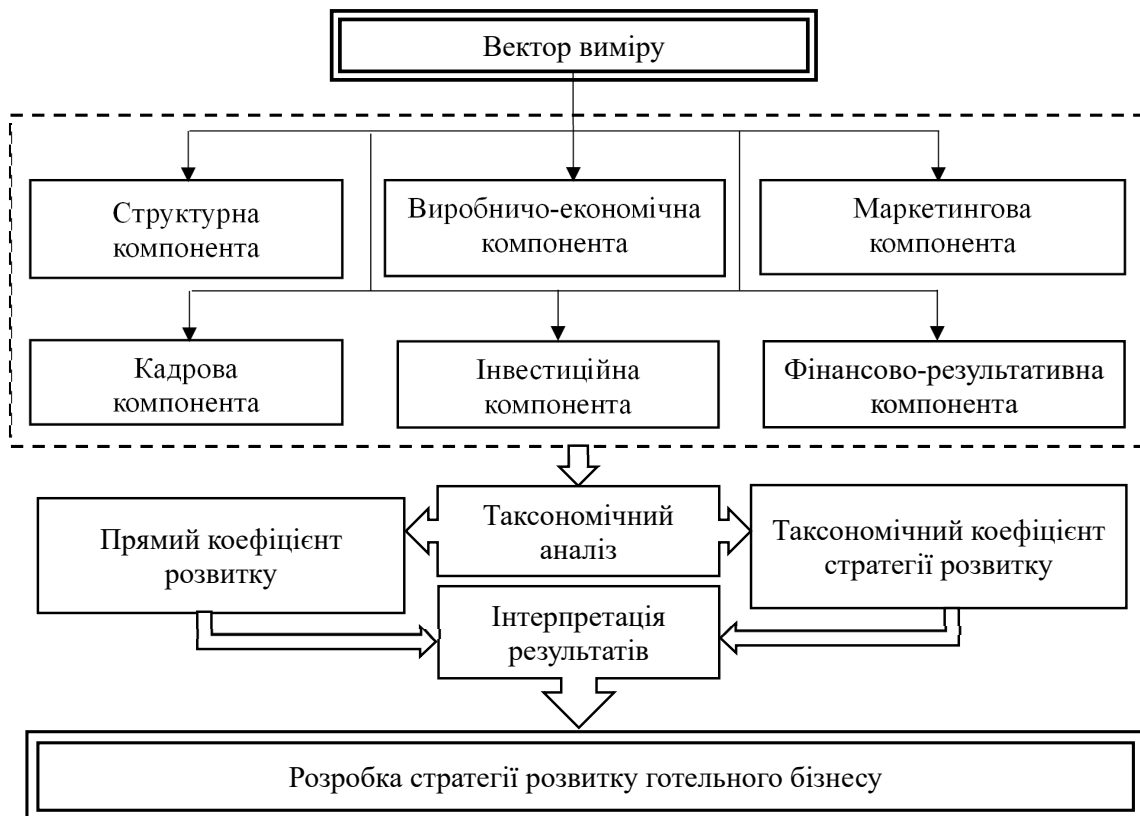 Вектор виміру
Структурна
компонента
Виробничо-економічна
компонента
Маркетингова
компонента
Кадрова
компонента
Інвестиційна
компонента
Фінансово-результативна
компонента
Прямий коефіцієнт
розвитку
Таксономічний
аналіз
Таксономічний коефіцієнт
стратегії розвитку
Інтерпретація
результатів
Розробка стратегії розвитку готельного бізнесу